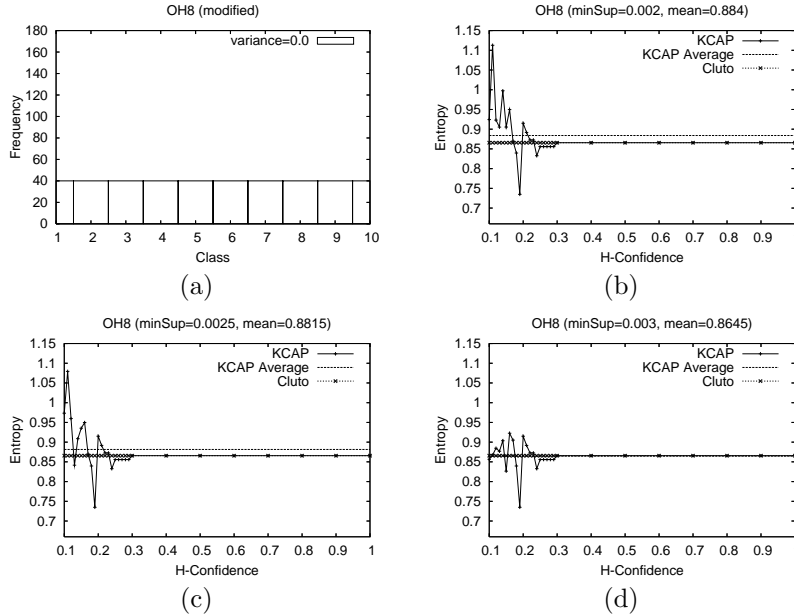 OH8 (modified)
variance=0.0
Frequency
180
160
140
120
100
80
60
40
20
0
1 2 3 4 5 6 7 8 9 10
Class
(a)
OH8 (minSup=0.002, mean=0.884)
KCAP
KCAP Average
Cluto
Entropy
1.15
1.1
1.05
1
0.95
0.9
0.85
0.8
0.75
0.7
0.1 0.2 0.3 0.4 0.5 0.6 0.7 0.8 0.9
H-Confidence
(b)
OH8 (minSup=0.0025, mean=0.8815)
KCAP
KCAP Average
Cluto
Entropy
1.15
1.1
1.05
1
0.95
0.9
0.85
0.8
0.75
0.7
0.1 0.2 0.3 0.4 0.5 0.6 0.7 0.8 0.9 1
H-Confidence
(c)
OH8 (minSup=0.003, mean=0.8645)
KCAP
KCAP Average
Cluto
Entropy
1.15
1.1
1.05
1
0.95
0.9
0.85
0.8
0.75
0.7
0.1 0.2 0.3 0.4 0.5 0.6 0.7 0.8 0.9
H-Confidence
(d)